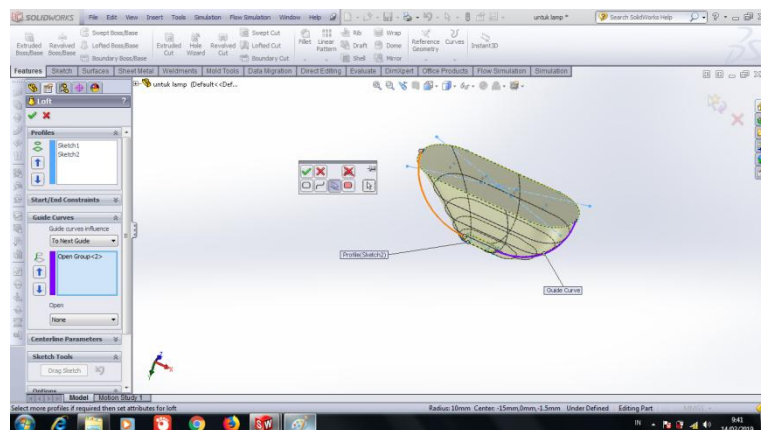 SOLIDWORKS File Edit View Insert Tools Simulation Flow Simulation Window Help untuk lamp * Search SolidWorks Help
Extruded Boss/Base
Revolved Boss/Base
Swept Boss/Base
Lofted Boss/Base
Boundary Boss/Base
Extruded Cut
Hole Wizard
Revolved Cut
Swept Cut
Lofted Cut
Boundary Cut
Fillet
Linear Pattern
Rib
Draft
Shell
Wrap
Dome
Mirror
Reference Geometry
Curves
Instant3D
Features Sketch Surfaces Sheet Metal Weldments Mold Tools Data Migration Direct Editing Evaluate DimXpert Office Products Flow Simulation Simulation
untuk lamp (Default<<Def...
Loft ?
Profiles
Sketch1
Sketch2
Start/End Constraints
Guide Curves
Guide curves influence
To Next Guide
Open Group<2>
Open
None
Centerline Parameters
Sketch Tools
Drag Sketch
Options
Profile(Sketch2)
Guide Curve
Model Motion Study 1
Select more profiles if required then set attributes for loft Radius: 10mm Center: -15mm,0mm,-1.5mm Under Defined Editing Part MMGS
SW
IN 9:41
14/02/2019